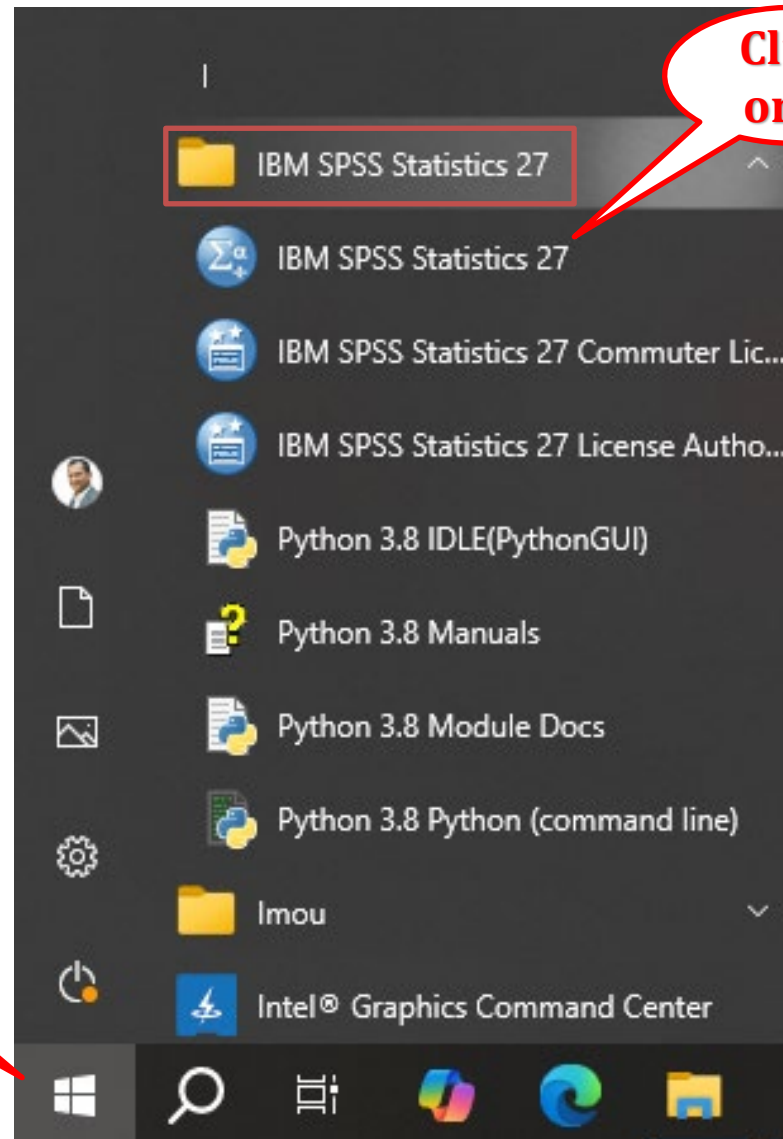 I
IBM SPSS Statistics 27
IBM SPSS Statistics 27
IBM SPSS Statistics 27 Commuter Lic...
IBM SPSS Statistics 27 License Autho...
Python 3.8 IDLE(PythonGUI)
Python 3.8 Manuals
Python 3.8 Module Docs
Python 3.8 Python (command line)
Imou
Intel® Graphics Command Center